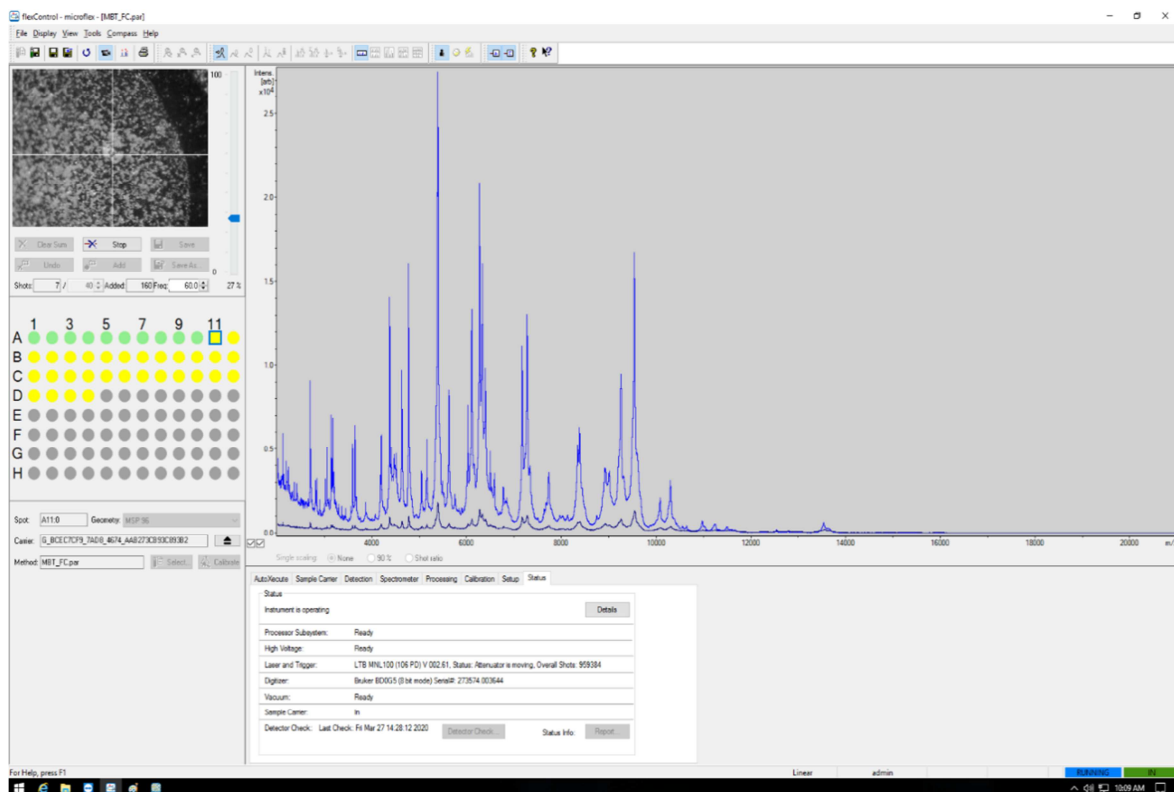 flexControl - microflex - [MBT_FC.par]
File Display View Tools Compass Help
100
Clear Sum Stop Save
Undo Add Save As...
0
Shots: 7 / 40 Added: 160 Freq: 60.0 27 %
1 3 5 7 9 11
A
B
C
D
E
F
G
H
Spot: A11:0 Geometry: MSP 96
Carrier:
Method: MBT_FC.par Select... Calibrate
Intens. [arb]
x10⁴
2.5
2.0
1.5
1.0
0.5
0.0
4000 6000 8000 10000 12000 14000 16000 18000 20000 m/
Single scaling: None 90 % Shot ratio
AutoXecute Sample Carrier Detection Spectrometer Processing Calibration Setup Status
Status
Instrument is operating Details
Processor Subsystem: Ready
High Voltage: Ready
Laser and Trigger: LTB MNL100 (106 PD) V 002.61, Status: Attenuator is moving, Overall Shots: 959384
Digitizer: Bruker BD0G5 (8 bit mode) Serial#: 273574.003644
Vacuum: Ready
Sample Carrier: In
Detector Check: Last Check: Fri Mar 27 14:28:12 2020 Detector Check... Status Info: Report...
For Help, press F1 Linear admin RUNNING IN
10:09 AM